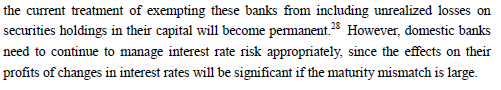 the current treatment of exempting these banks from including unrealized losses on
securities holdings in their capital will become permanent.28 However, domestic banks
need to continue to manage interest rate risk appropriately, since the effects on their
profits of changes in interest rates will be significant if the maturity mismatch is large.